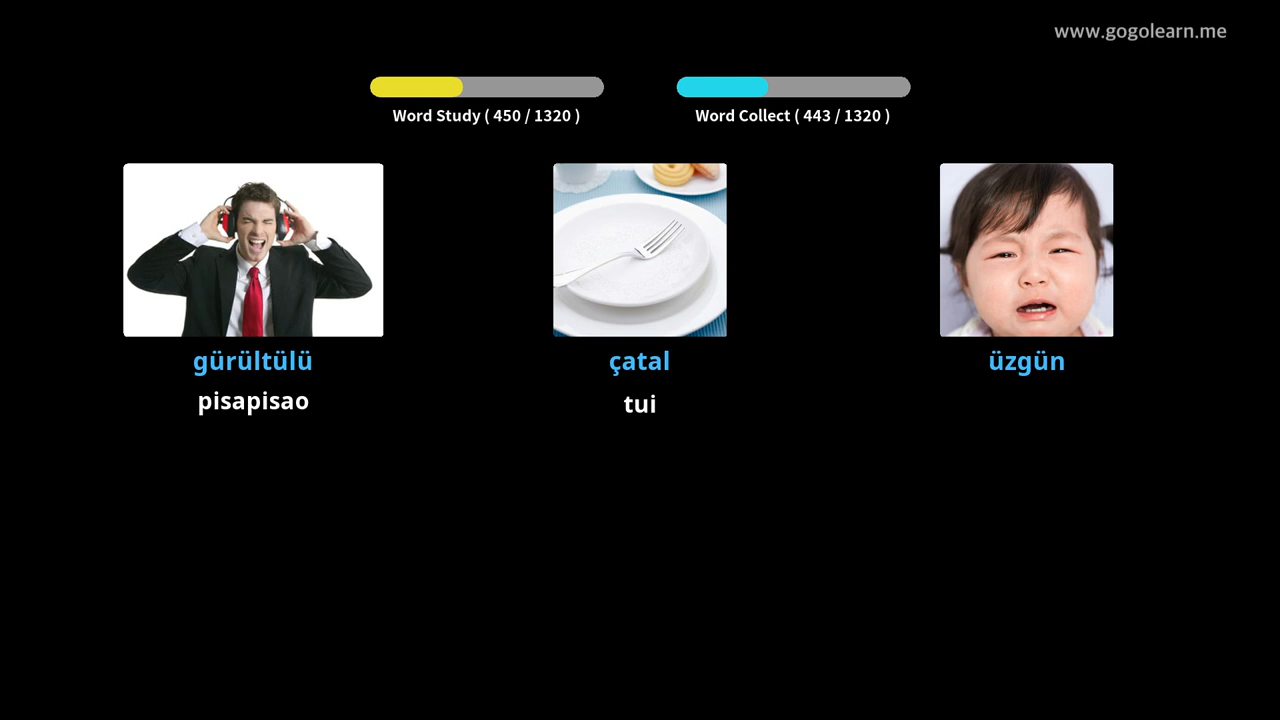 www.gogolearn.me
Word Study ( 450 / 1320 )
Word Collect ( 443 / 1320 )
gürültülü
çatal
üzgün
pisapisao
tui